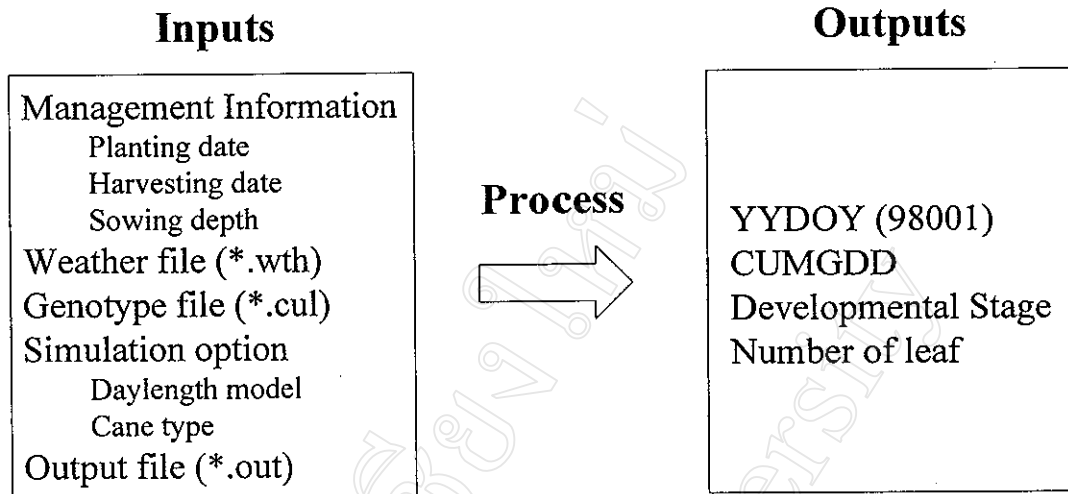 Inputs
Management Information
Planting date
Harvesting date
Sowing depth
Weather file (*.wth)
Genotype file (*.cul)
Simulation option
Daylength model
Cane type
Output file (*.out)
Process
Outputs
YYDOY (98001)
CUMGDD
Developmental Stage
Number of leaf
ersity